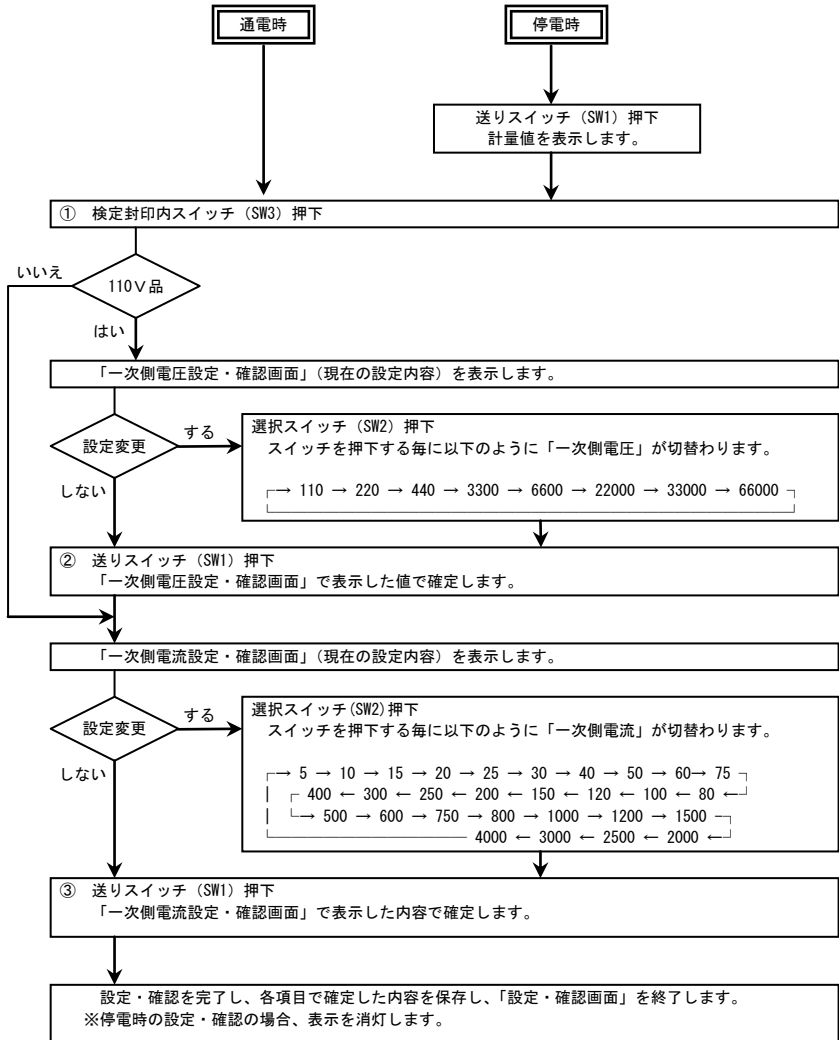 通電時
停電時
送りスイッチ（SW1）押下
計量値を表示します。
① 検定封印内スイッチ（SW3）押下
いいえ
110V品
はい
「一次側電圧設定・確認画面」（現在の設定内容）を表示します。
設定変更
する
しない
選択スイッチ（SW2）押下
スイッチを押下する毎に以下のように「一次側電圧」が切替わります。
→ 110 → 220 → 440 → 3300 → 6600 → 22000 → 33000 → 66000
② 送りスイッチ（SW1）押下
「一次側電圧設定・確認画面」で表示した値で確定します。
「一次側電流設定・確認画面」（現在の設定内容）を表示します。
設定変更
する
しない
選択スイッチ(SW2)押下
スイッチを押下する毎に以下のように「一次側電流」が切替わります。
→ 5 → 10 → 15 → 20 → 25 → 30 → 40 → 50 → 60→ 75
400 ← 300 ← 250 ← 200 ← 150 ← 120 ← 100 ← 80 ←
→ 500 → 600 → 750 → 800 → 1000 → 1200 → 1500
4000 ← 3000 ← 2500 ← 2000 ←
③ 送りスイッチ（SW1）押下
「一次側電流設定・確認画面」で表示した内容で確定します。
設定・確認を完了し、各項目で確定した内容を保存し、「設定・確認画面」を終了します。
※停電時の設定・確認の場合、表示を消灯します。